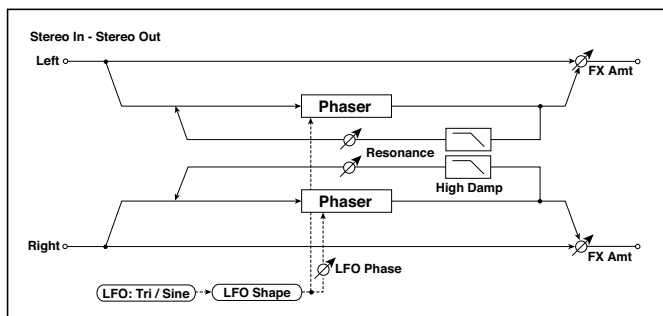 Stereo In - Stereo Out
Left
FX Amt
Phaser
Resonance
High Damp
Phaser
Right
FX Amt
LFO Phase
LFO: Tri / Sine
LFO Shape